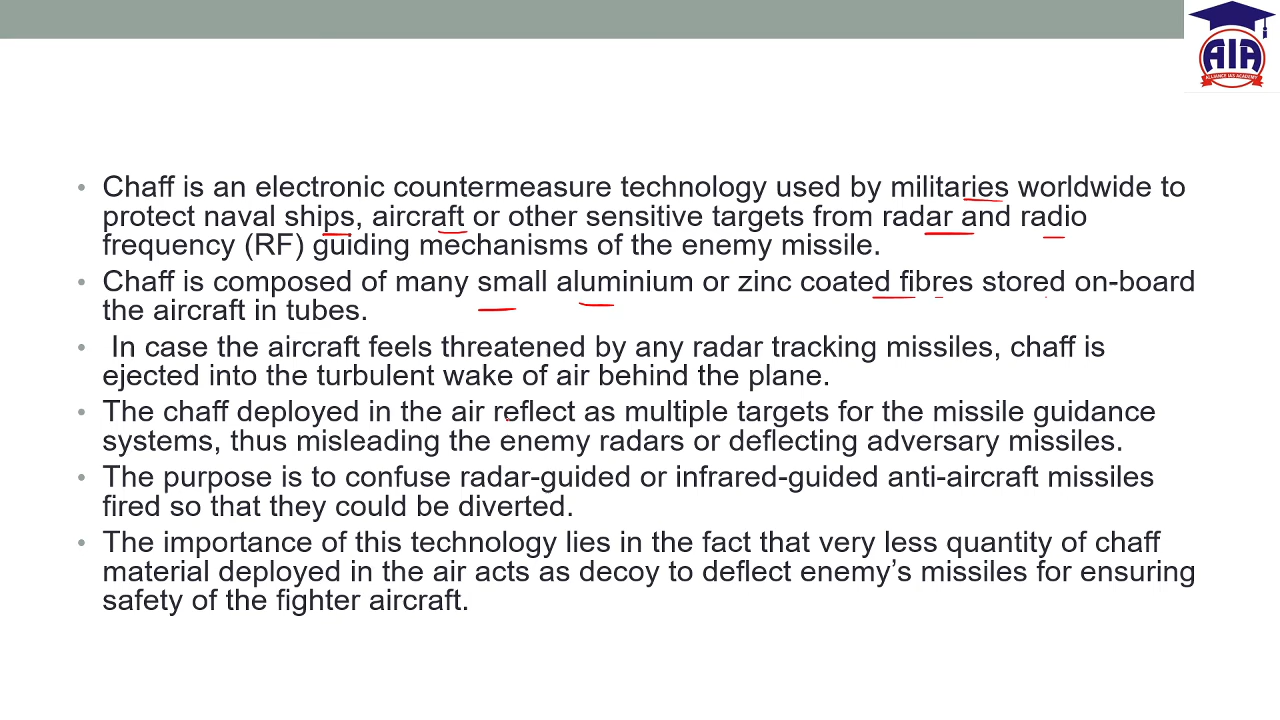 AIA
ALLIANCE IAS ACADEMY
• Chaff is an electronic countermeasure technology used by militaries worldwide to
protect naval ships, aircraft or other sensitive targets from radar and radio
frequency (RF) guiding mechanisms of the enemy missile.
• Chaff is composed of many small aluminium or zinc coated fibres stored on-board
the aircraft in tubes.
• In case the aircraft feels threatened by any radar tracking missiles, chaff is
ejected into the turbulent wake of air behind the plane.
• The chaff deployed in the air reflect as multiple targets for the missile guidance
systems, thus misleading the enemy radars or deflecting adversary missiles.
• The purpose is to confuse radar-guided or infrared-guided anti-aircraft missiles
fired so that they could be diverted.
• The importance of this technology lies in the fact that very less quantity of chaff
material deployed in the air acts as decoy to deflect enemy’s missiles for ensuring
safety of the fighter aircraft.